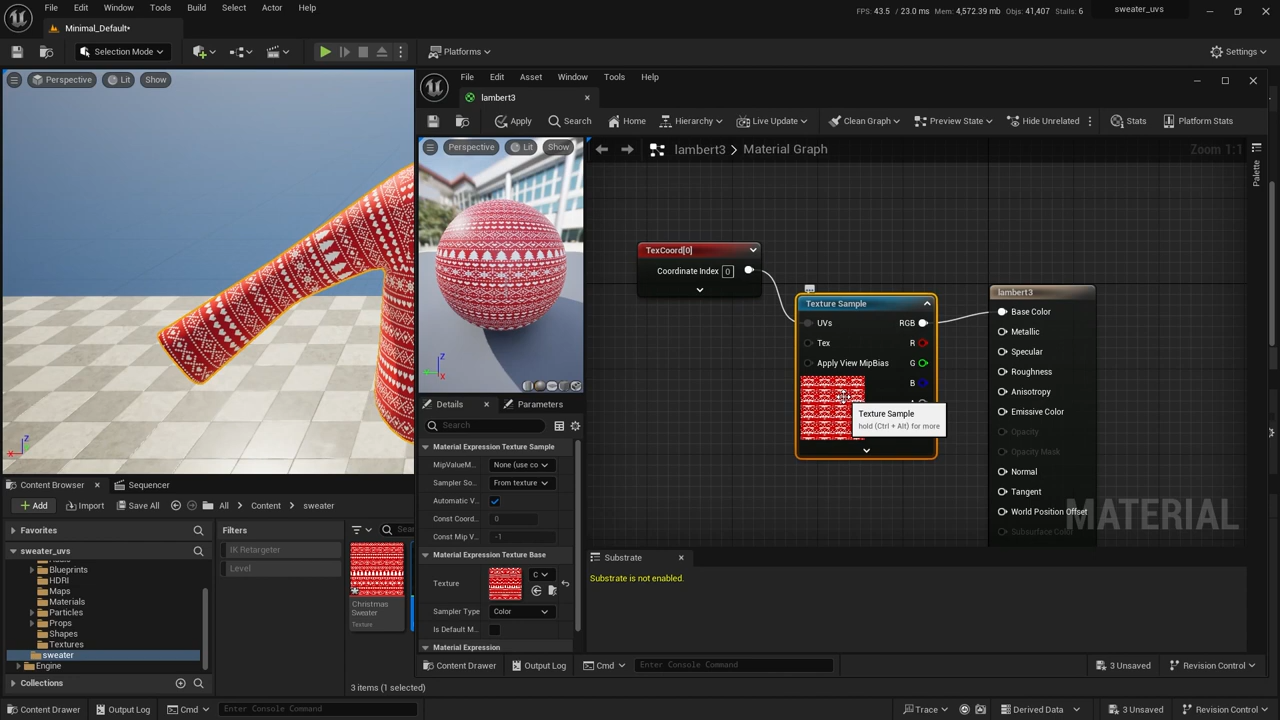 File Edit Window Tools Build Select Actor Help
FPS: 43.5 / 23.0 ms Mem: 4,572.39 mb Objs: 41,407 Stalls: 6
sweater_uvs
Minimal_Default*
Selection Mode
Platforms
Settings
Perspective Lit Show
File Edit Asset Window Tools Help
lambert3
Apply Search Home Hierarchy Live Update Clean Graph Preview State Hide Unrelated Stats Platform Stats
Perspective Lit Show
lambert3 > Material Graph
Zoom 1:1
Palette
TexCoord[0]
Coordinate Index 0
Texture Sample
UVs RGB
Tex R
Apply View MipBias G
B
Texture Sample
hold (Ctrl + Alt) for more
lambert3
Base Color
Metallic
Specular
Roughness
Anisotropy
Emissive Color
Opacity
Opacity Mask
Normal
Tangent
World Position Offset
Subsurface Color
MATERIAL
Z
X
Z
X
Details Parameters
Search
Material Expression Texture Sample
MipValueM... None (use co
Sampler So... From texture
Automatic V...
Const Coord... 0
Const Mip V... -1
Material Expression Texture Base
Texture
Sampler Type Color
Is Default M...
Material Expression
Substrate
Substrate is not enabled.
Content Drawer Output Log Cmd Enter Console Command 3 Unsaved Revision Control
Content Browser Sequencer
Add Import Save All All Content sweater
Favorites
sweater_uvs
Blueprints
HDRI
Maps
Materials
Particles
Props
Shapes
Textures
sweater
Engine
Collections
Filters
IK Retargeter
Level
Sear
Christmas
Sweater
Texture
3 items (1 selected)
Content Drawer Output Log Cmd Enter Console Command Trace Derived Data 3 Unsaved Revision Control